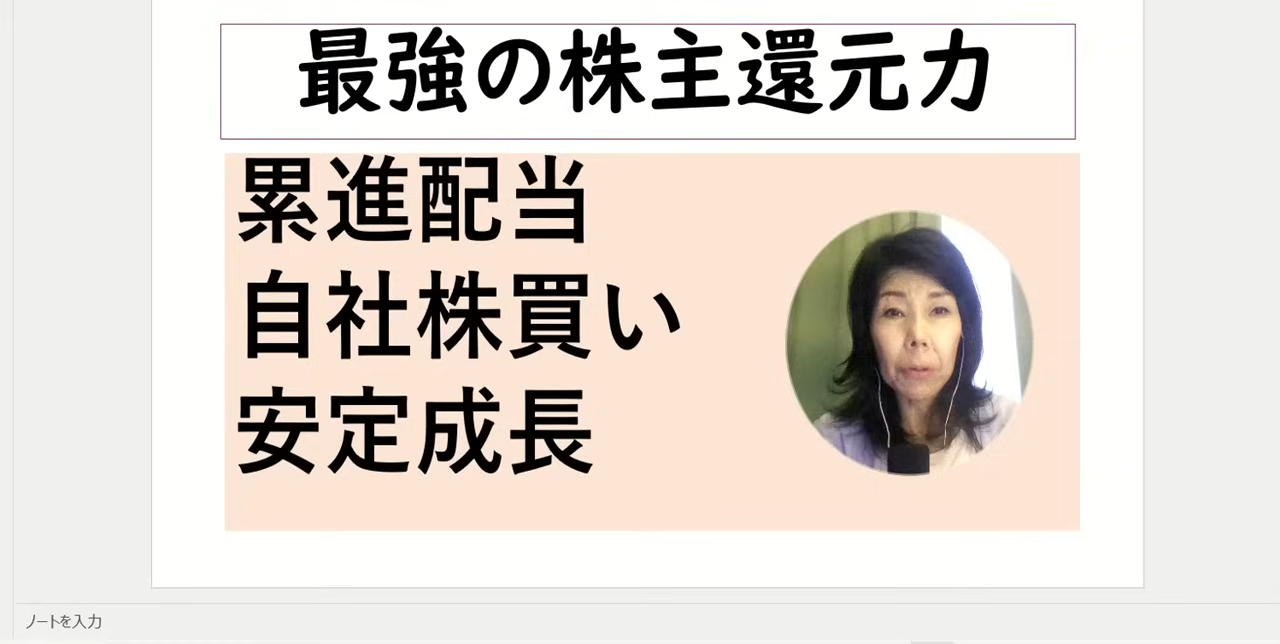 最強の株主還元力
累進配当
自社株買い
安定成長
ノートを入力